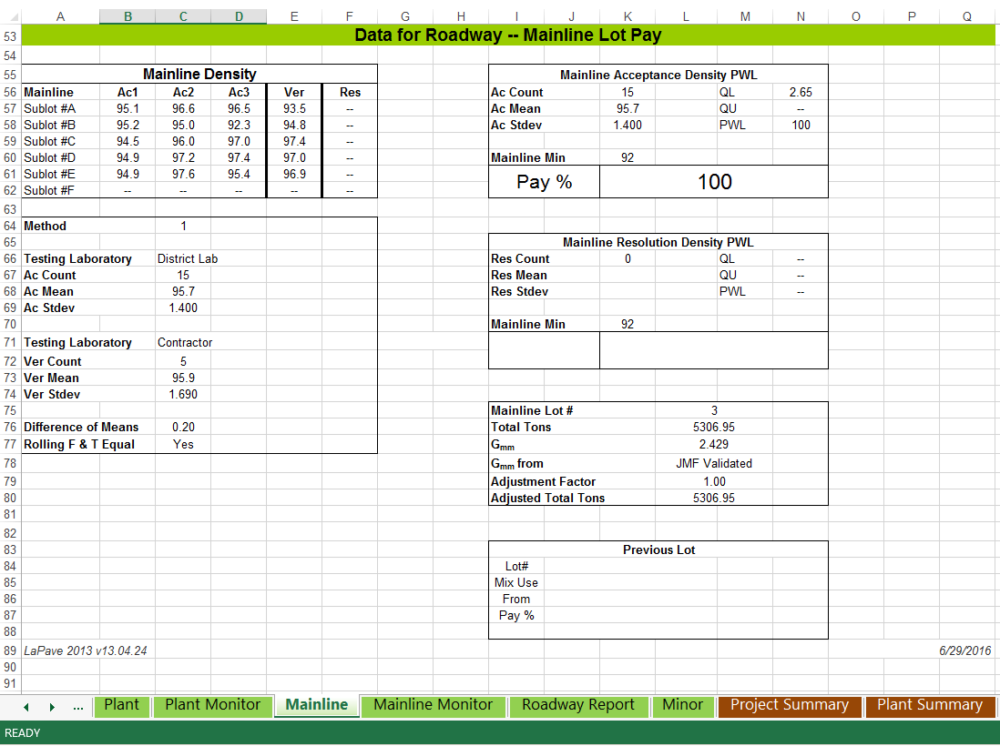 A B C D E F G H I J K L M N O P Q
53 Data for Roadway -- Mainline Lot Pay
54
55 Mainline Density Mainline Acceptance Density PWL
56 Mainline Ac1 Ac2 Ac3 Ver Res Ac Count 15 QL 2.65
57 Sublot #A 95.1 96.6 96.5 93.5 -- Ac Mean 95.7 QU --
58 Sublot #B 95.2 95.0 92.3 94.8 -- Ac Stdev 1.400 PWL 100
59 Sublot #C 94.5 96.0 97.0 97.4 --
60 Sublot #D 94.9 97.2 97.4 97.0 -- Mainline Min 92
61 Sublot #E 94.9 97.6 95.4 96.9 -- Pay % 100
62 Sublot #F -- -- -- -- --
63
64 Method 1
65 Mainline Resolution Density PWL
66 Testing Laboratory District Lab Res Count 0 QL --
67 Ac Count 15 Res Mean QU --
68 Ac Mean 95.7 Res Stdev PWL --
69 Ac Stdev 1.400
70 Mainline Min 92
71 Testing Laboratory Contractor
72 Ver Count 5
73 Ver Mean 95.9
74 Ver Stdev 1.690
75 Mainline Lot # 3
76 Difference of Means 0.20 Total Tons 5306.95
77 Rolling F & T Equal Yes Gmm 2.429
78 Gmm from JMF Validated
79 Adjustment Factor 1.00
80 Adjusted Total Tons 5306.95
81
82
83 Previous Lot
84 Lot#
85 Mix Use
86 From
87 Pay %
88
89 LaPave 2013 v13.04.24 6/29/2016
90
91
... Plant Plant Monitor Mainline Mainline Monitor Roadway Report Minor Project Summary Plant Summary
READY